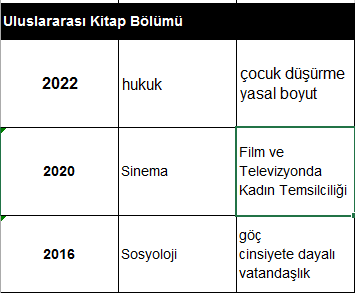 Uluslararası Kitap Bölümü
2022
hukuk
çocuk düşürme
yasal boyut
2020
Sinema
Film ve
Televizyonda
Kadın Temsilciliği
2016
Sosyoloji
göç
cinsiyete dayalı
vatandaşlık